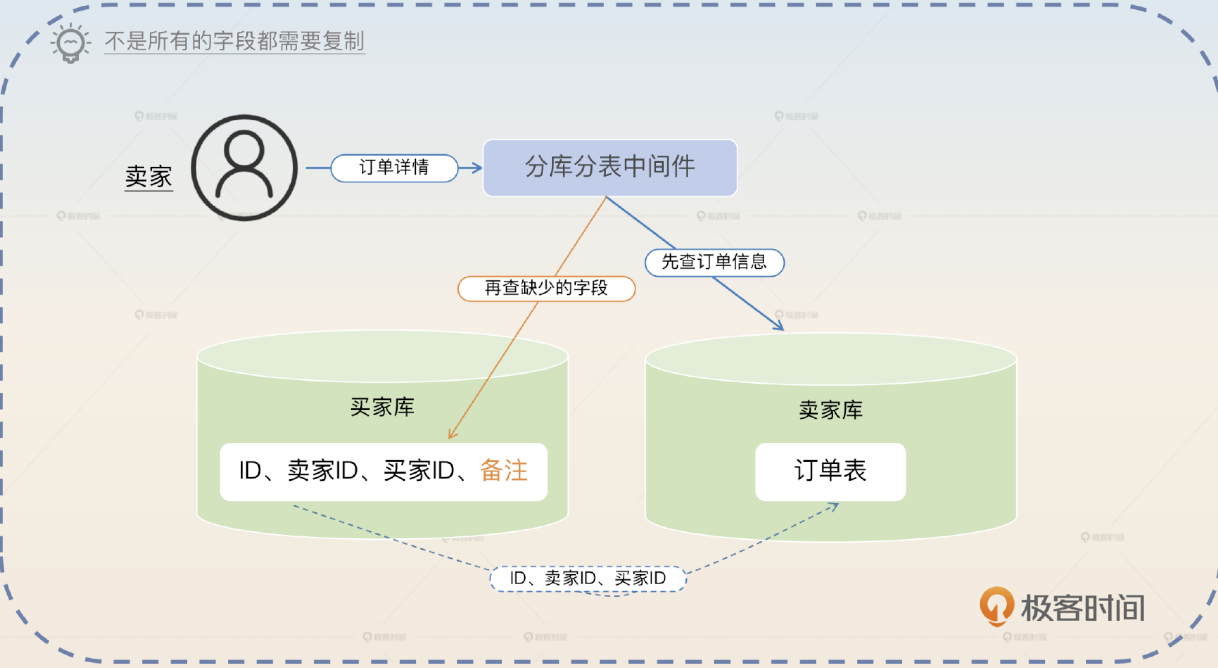 不是所有的字段都需要复制
卖家
订单详情
分库分表中间件
先查订单信息
再查缺少的字段
买家库
卖家库
ID、卖家ID、买家ID、备注
订单表
ID、卖家ID、买家ID
极客时间